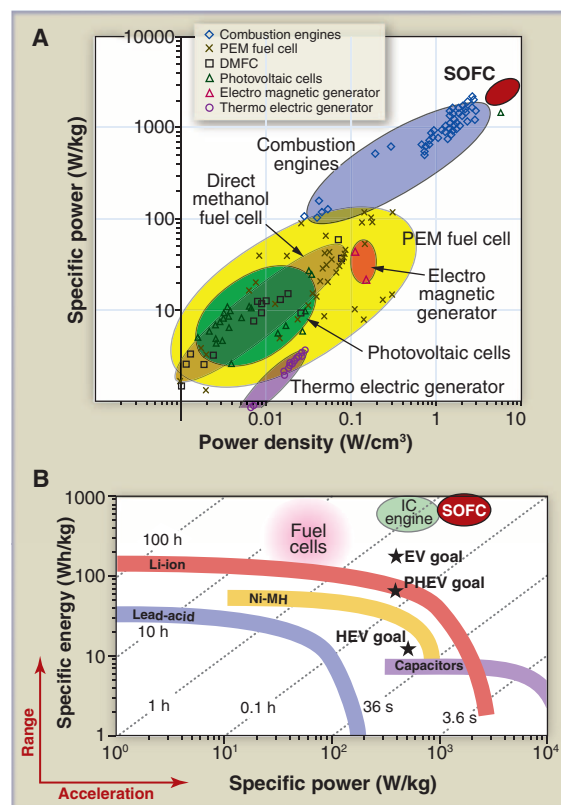 A
Combustion engines
PEM fuel cell
DMFC
Photovoltaic cells
Electro magnetic generator
Thermo electric generator
10000
1000
100
10
Specific power (W/kg)
SOFC
Combustion
engines
Direct
methanol
fuel cell
PEM fuel cell
Electro
magnetic
generator
Photovoltaic cells
Thermo electric generator
0.01
0.1
1
10
Power density (W/cm³)
B
1000
100
10
1
Specific energy (Wh/kg)
100 h
Fuel
cells
IC
engine
SOFC
EV goal
Li-ion
PHEV goal
Ni-MH
Lead-acid
10 h
HEV goal
Capacitors
1 h
0.1 h
36 s
3.6 s
10⁰
10¹
10²
10³
10⁴
Specific power (W/kg)
Range
Acceleration